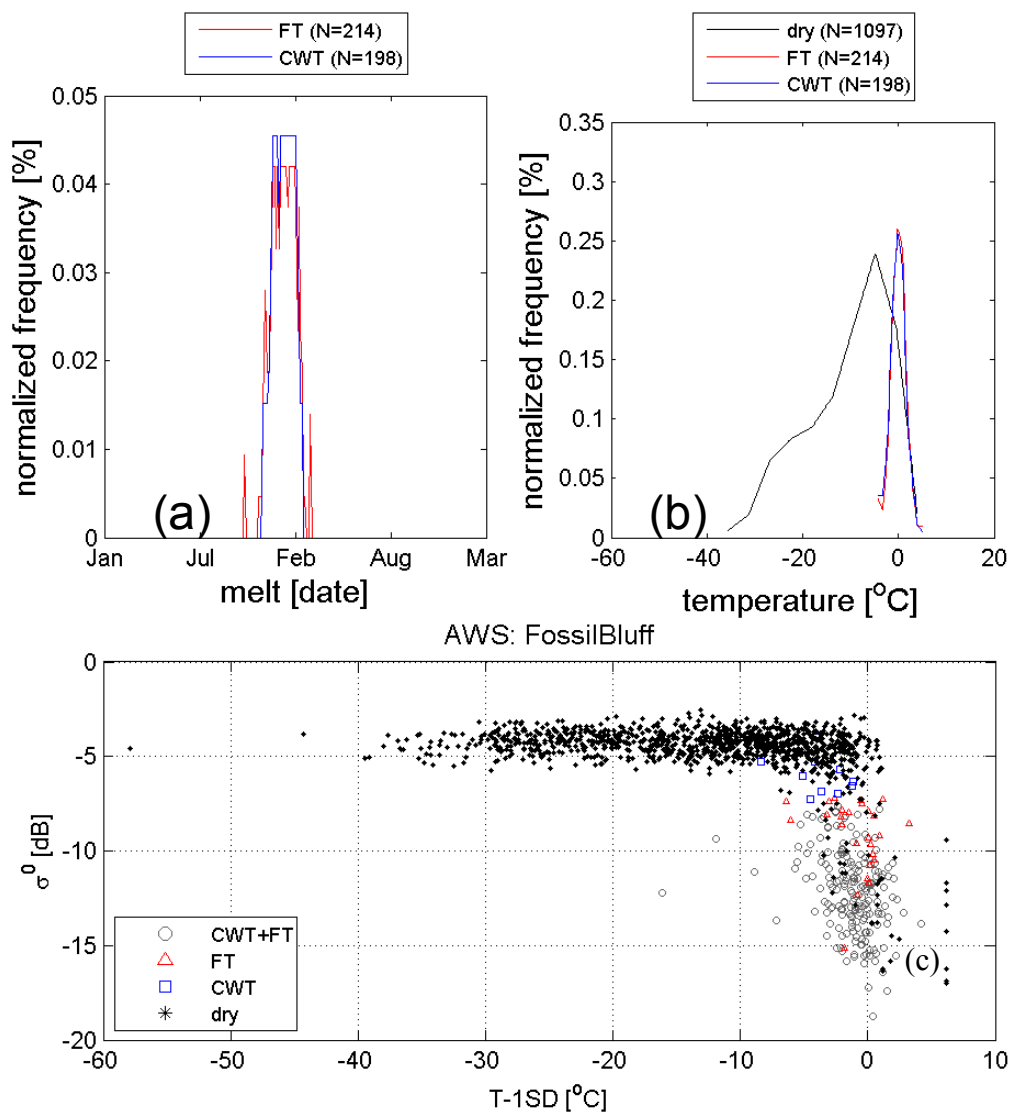 FT (N=214)
CWT (N=198)
dry (N=1097)
FT (N=214)
CWT (N=198)
0.05
0.04
0.03
0.02
0.01
0
normalized frequency [%]
(a)
Jan Jul Feb Aug Mar
melt [date]
0.35
0.3
0.25
0.2
0.15
0.1
0.05
0
normalized frequency [%]
(b)
-60 -40 -20 0 20
temperature [°C]
AWS: FossilBluff
0
-5
-10
-15
-20
σ⁰ [dB]
CWT+FT
FT
CWT
dry
(c)
-60 -50 -40 -30 -20 -10 0 10
T-1SD [°C]